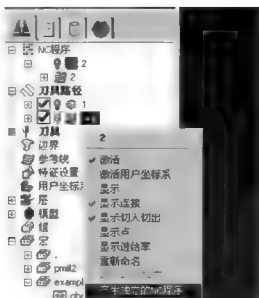 NC程序
2
2
刀具路径
1
刀具
边界
参考线
特征设置
用户坐标系
层
模型
组
宏
pmill2
exampl
2
激活
激活用户坐标系
显示
显示连接
显示切入切出
显示点
显示进给率
重新命名
产生独立的NC程序